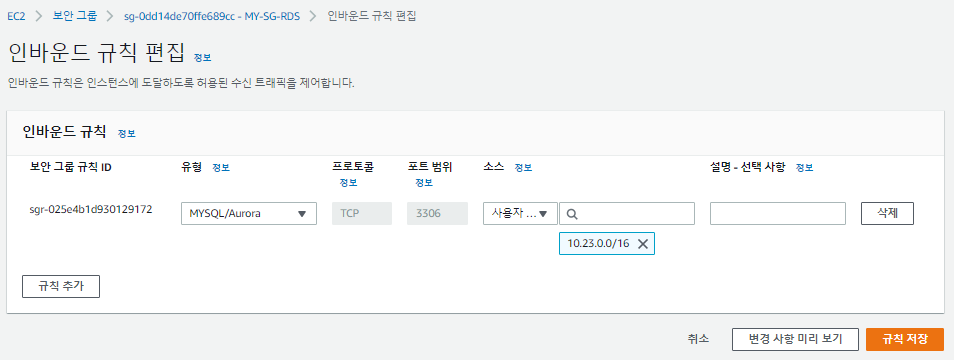 EC2 > 보안 그룹 > sg-0dd14de70ffe689cc - MY-SG-RDS > 인바운드 규칙 편집
인바운드 규칙 편집 정보
인바운드 규칙은 인스턴스에 도달하도록 허용된 수신 트래픽을 제어합니다.
인바운드 규칙 정보
보안 그룹 규칙 ID 유형 정보 프로토콜 정보 포트 범위 정보 소스 정보 설명 - 선택 사항 정보
sgr-025e4b1d930129172 MYSQL/Aurora TCP 3306 사용자 ... 삭제
10.23.0.0/16
규칙 추가
취소 변경 사항 미리 보기 규칙 저장